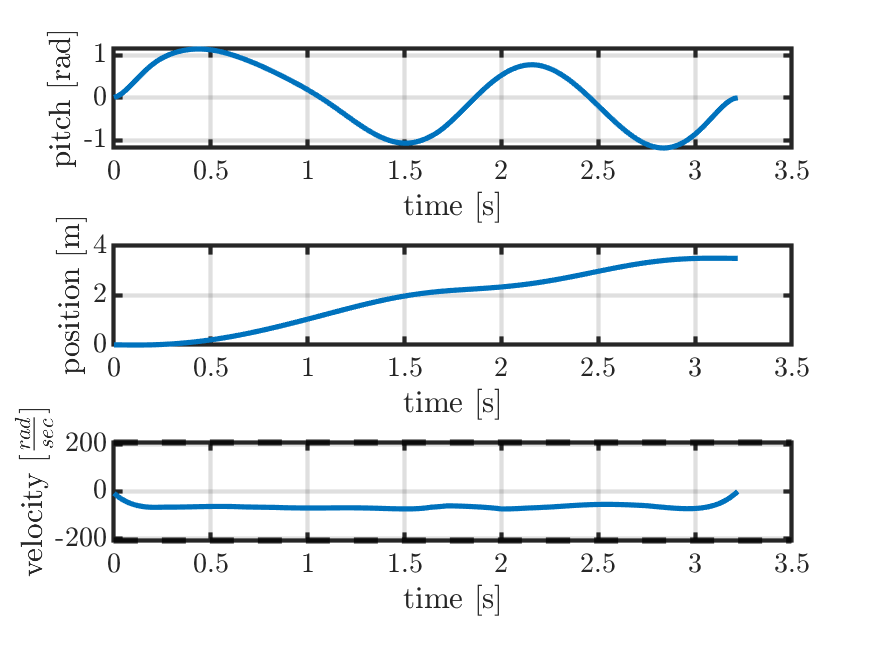 pitch [rad]
1
0
-1
0 0.5 1 1.5 2 2.5 3 3.5
time [s]
position [m]
4
2
0
0 0.5 1 1.5 2 2.5 3 3.5
time [s]
velocity [rad/sec]
200
0
-200
0 0.5 1 1.5 2 2.5 3 3.5
time [s]